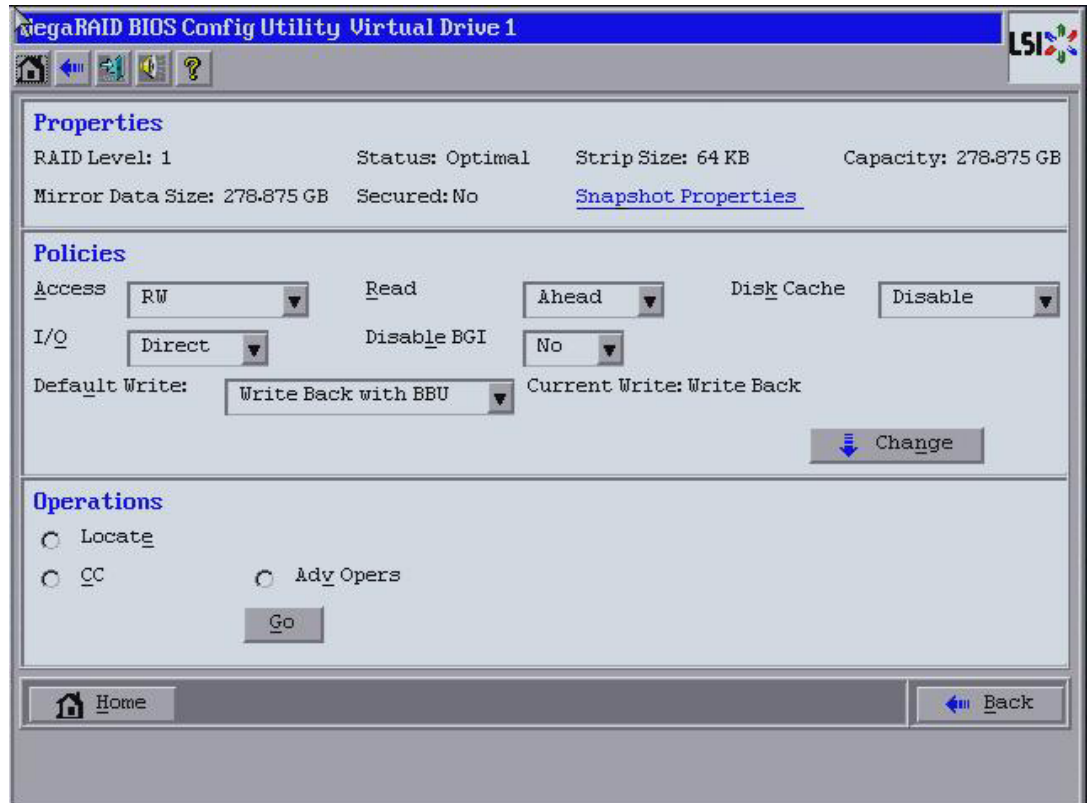 MegaRAID BIOS Config Utility Virtual Drive 1
LSI
Properties
RAID Level: 1 Status: Optimal Strip Size: 64 KB Capacity: 278.875 GB
Mirror Data Size: 278.875 GB Secured: No Snapshot Properties
Policies
Access RW Read Ahead Disk Cache Disable
I/O Direct Disable BGI No
Default Write: Write Back with BBU Current Write: Write Back
Change
Operations
Locate
CC Adv Opers
Go
Home Back